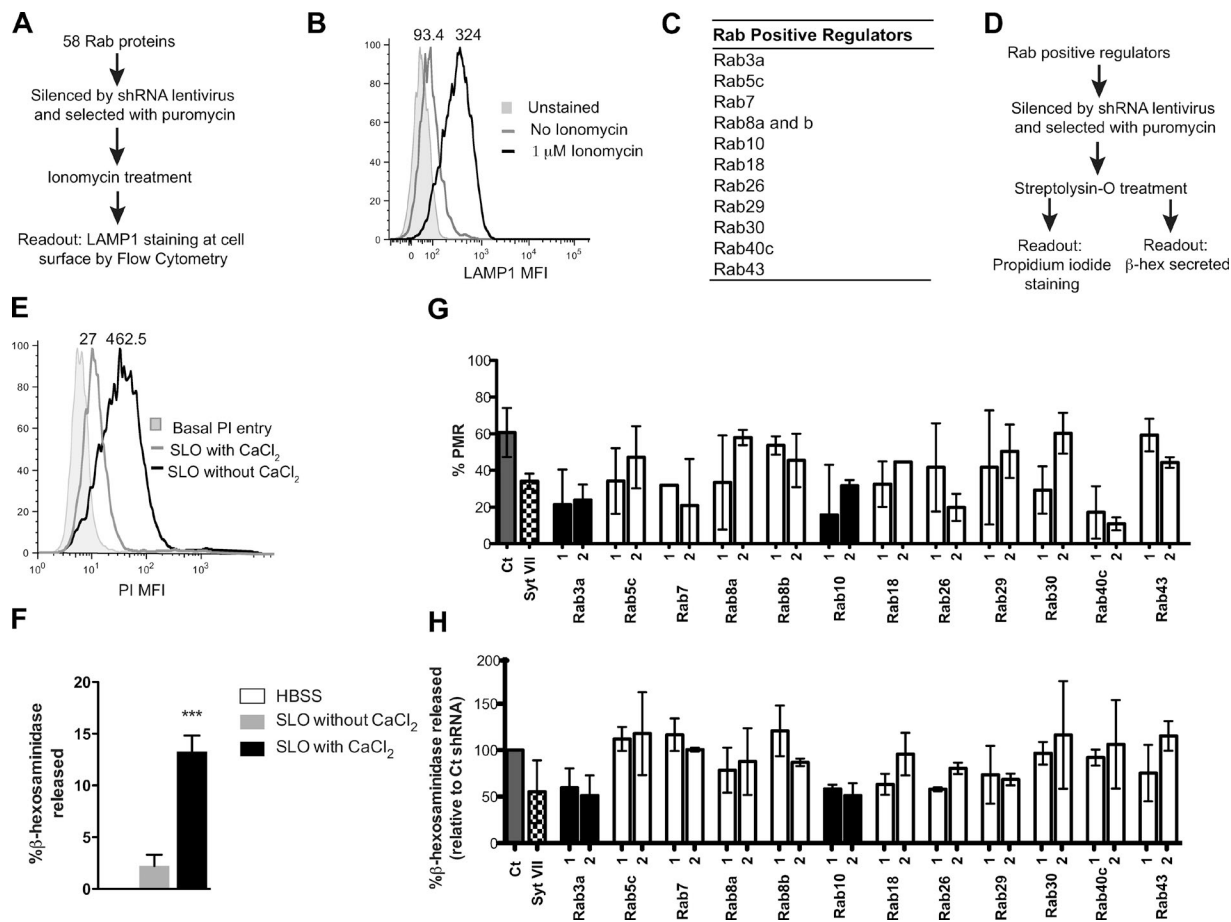 A
58 Rab proteins
Silenced by shRNA lentivirus
and selected with puromycin
Ionomycin treatment
Readout: LAMP1 staining at cell
surface by Flow Cytometry
B
93.4 324
100
80
60
40
20
0
0 10² 10³ 10⁴ 10⁵
LAMP1 MFI
Unstained
No Ionomycin
1 µM Ionomycin
C
Rab Positive Regulators
Rab3a
Rab5c
Rab7
Rab8a and b
Rab10
Rab18
Rab26
Rab29
Rab30
Rab40c
Rab43
D
Rab positive regulators
Silenced by shRNA lentivirus
and selected with puromycin
Streptolysin-O treatment
Readout:
Propidium iodide
staining
Readout:
β-hex secreted
E
27 462.5
100
80
60
40
20
0
10⁰ 10¹ 10² 10³
PI MFI
Basal PI entry
SLO with CaCl₂
SLO without CaCl₂
F
%β-hexosaminidase
released
20
15
10
5
0
***
HBSS
SLO without CaCl₂
SLO with CaCl₂
G
% PMR
100
80
60
40
20
0
Ct
Syt VII
1 2 1 2 1 2 1 2 1 2 1 2 1 2 1 2 1 2 1 2 1 2 1 2
Rab3a Rab5c Rab7 Rab8a Rab8b Rab10 Rab18 Rab26 Rab29 Rab30 Rab40c Rab43
H
%β-hexosaminidase released
(relative to Ct shRNA)
200
150
100
50
0
Ct
Syt VII
1 2 1 2 1 2 1 2 1 2 1 2 1 2 1 2 1 2 1 2 1 2 1 2
Rab3a Rab5c Rab7 Rab8a Rab8b Rab10 Rab18 Rab26 Rab29 Rab30 Rab40c Rab43